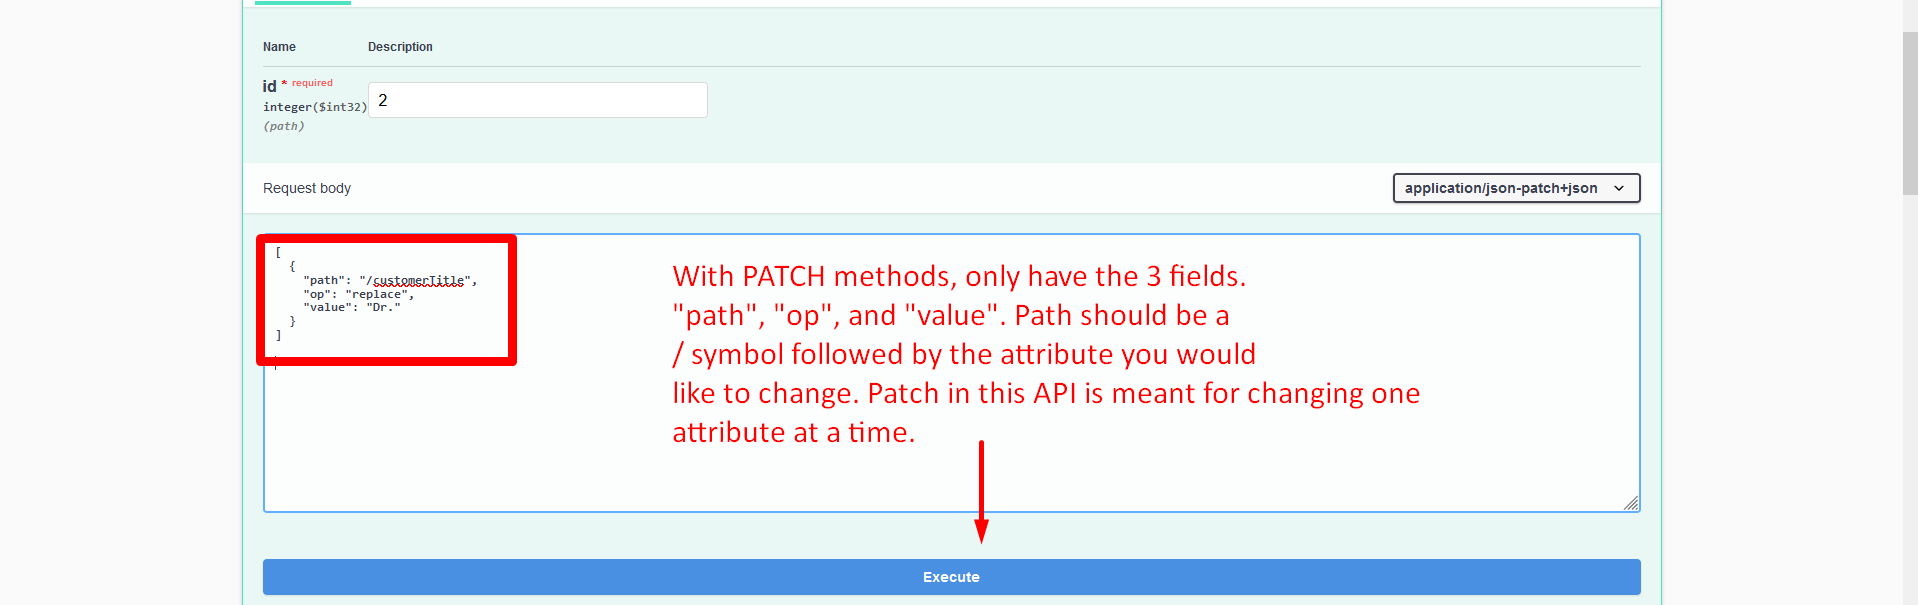 Name Description
id * required
integer($int32)
(path)
2
Request body
application/json-patch+json
[
{
"path": "/customerTitle",
"op": "replace",
"value": "Dr."
}
]
With PATCH methods, only have the 3 fields.
"path", "op", and "value". Path should be a
/ symbol followed by the attribute you would
like to change. Patch in this API is meant for changing one
attribute at a time.
Execute